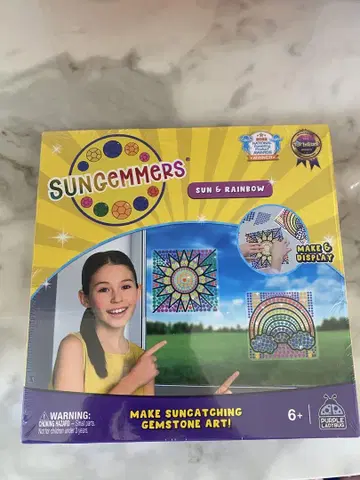 SUNGEMMERS®
SUN & RAINBOW
MAKE &
DISPLAY
MAKE SUNCATCHING
GEMSTONE ART!
WARNING:
CHOKING HAZARD — Small parts.
Not for children under 3 years.
6+
PURPLE
LADYBUG